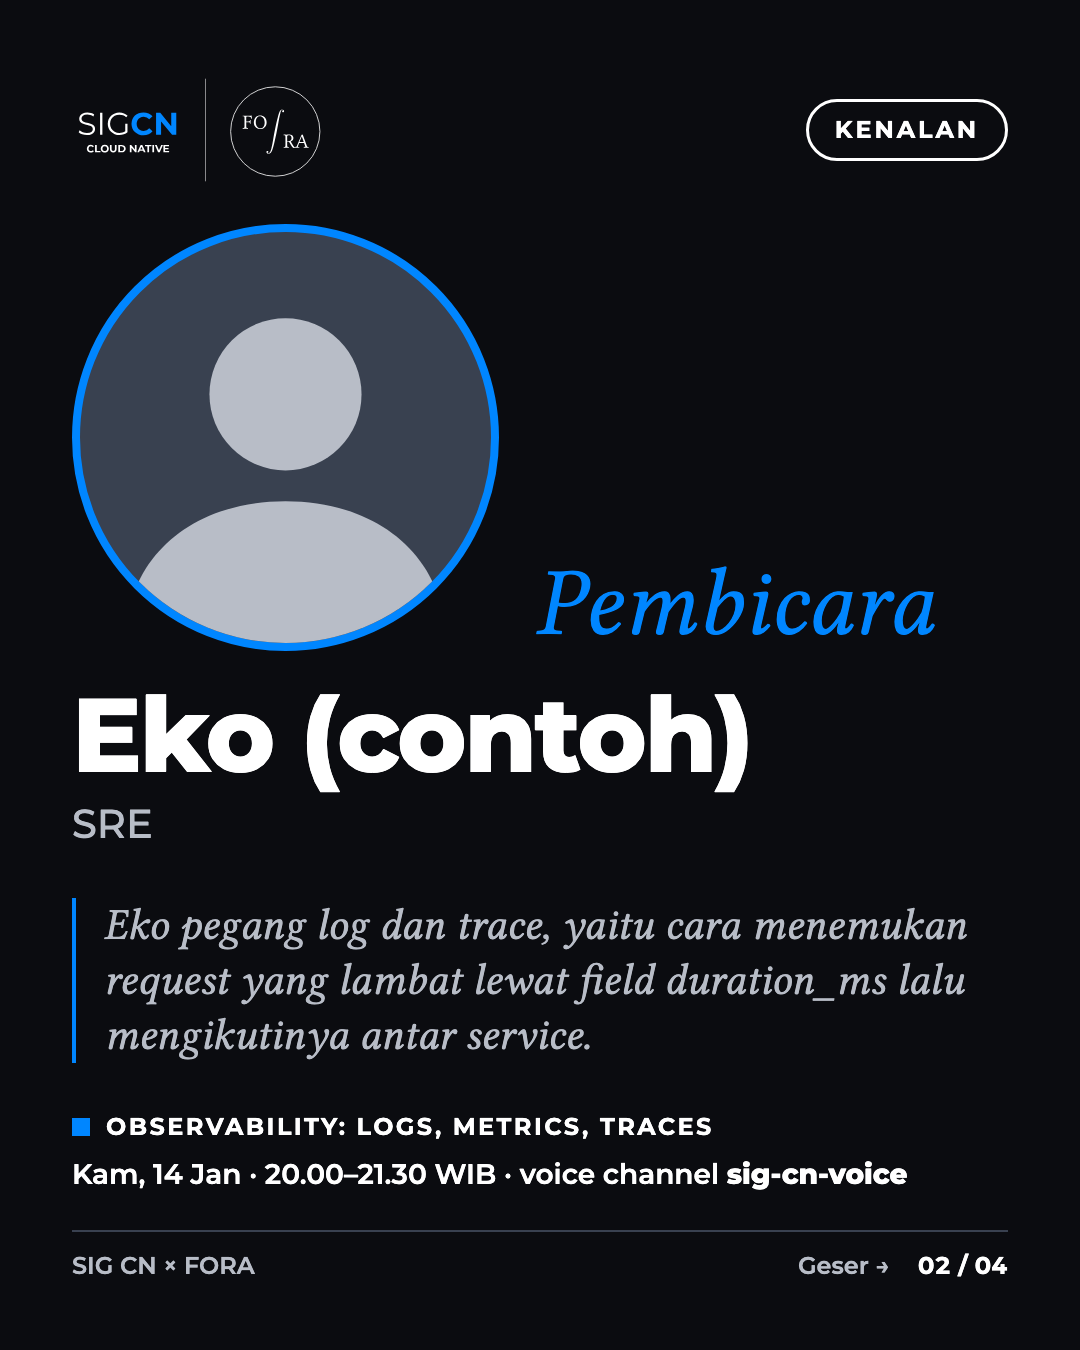 SIGCN
CLOUD NATIVE
FO
RA
KENALAN
Pembicara
Eko (contoh)
SRE
Eko pegang log dan trace, yaitu cara menemukan
request yang lambat lewat field duration_ms lalu
mengikutinya antar service.
OBSERVABILITY: LOGS, METRICS, TRACES
Kam, 14 Jan · 20.00–21.30 WIB · voice channel sig-cn-voice
SIG CN × FORA
Geser → 02 / 04